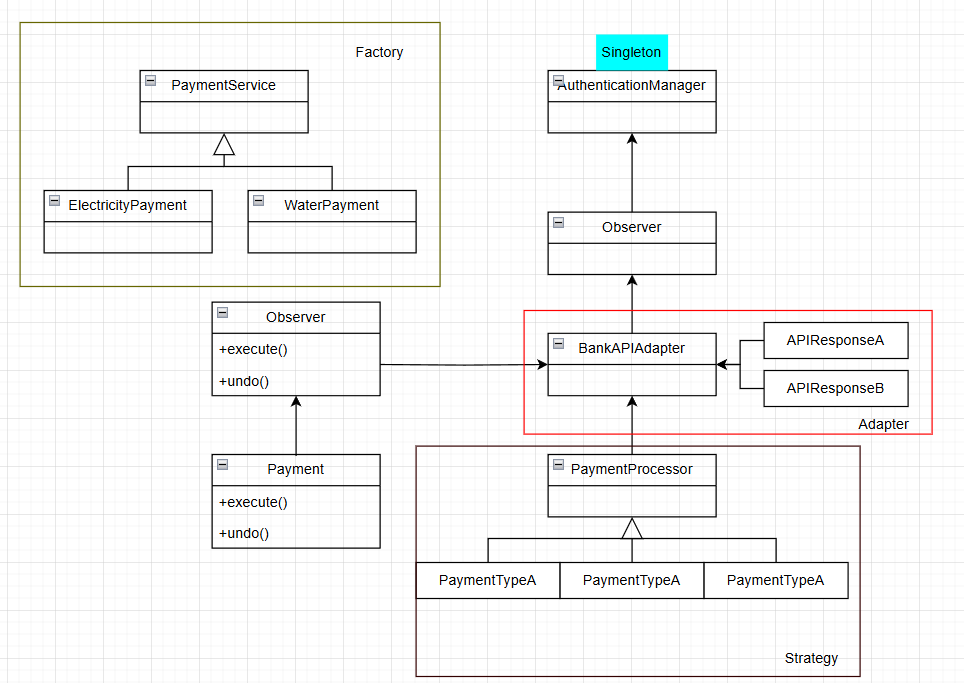 Factory
PaymentService
ElectricityPayment
WaterPayment
Singleton
AuthenticationManager
Observer
Observer
+execute()
+undo()
Payment
+execute()
+undo()
BankAPIAdapter
APIResponseA
APIResponseB
Adapter
PaymentProcessor
PaymentTypeA
PaymentTypeA
PaymentTypeA
Strategy